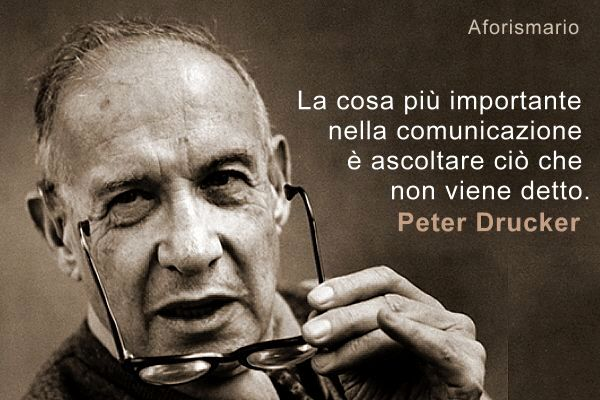 Aforismario
La cosa più importante
nella comunicazione
è ascoltare ciò che
non viene detto.
Peter Drucker